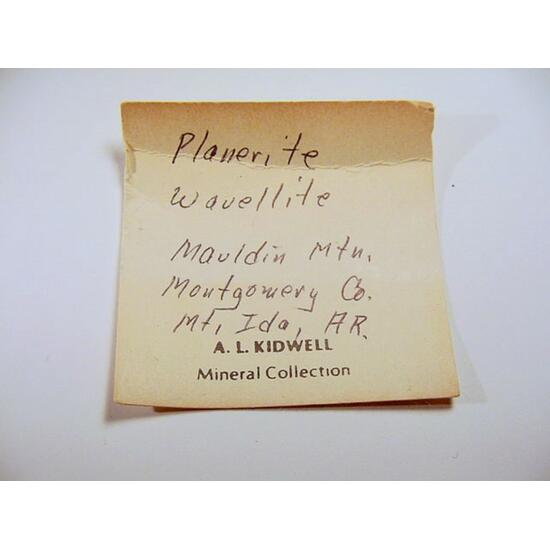 Planerite
Wavellite
Mauldin Mtn.
Montgomery Co.
Mt. Ida, AR.
A. L. KIDWELL
Mineral Collection